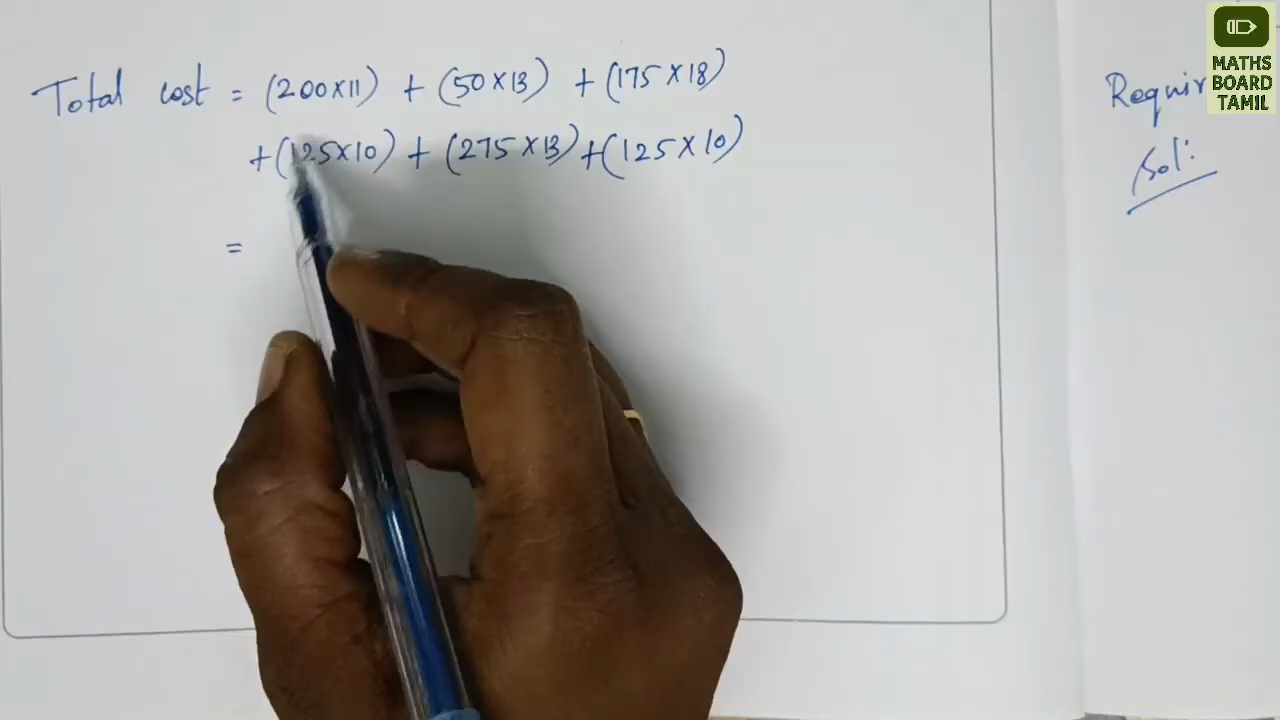 Total cost = (200×11) + (50×13) + (175×18)
+ (125×10) + (275×13) + (125×10)
=
Requir
Sol:
MATHS
BOARD
TAMIL